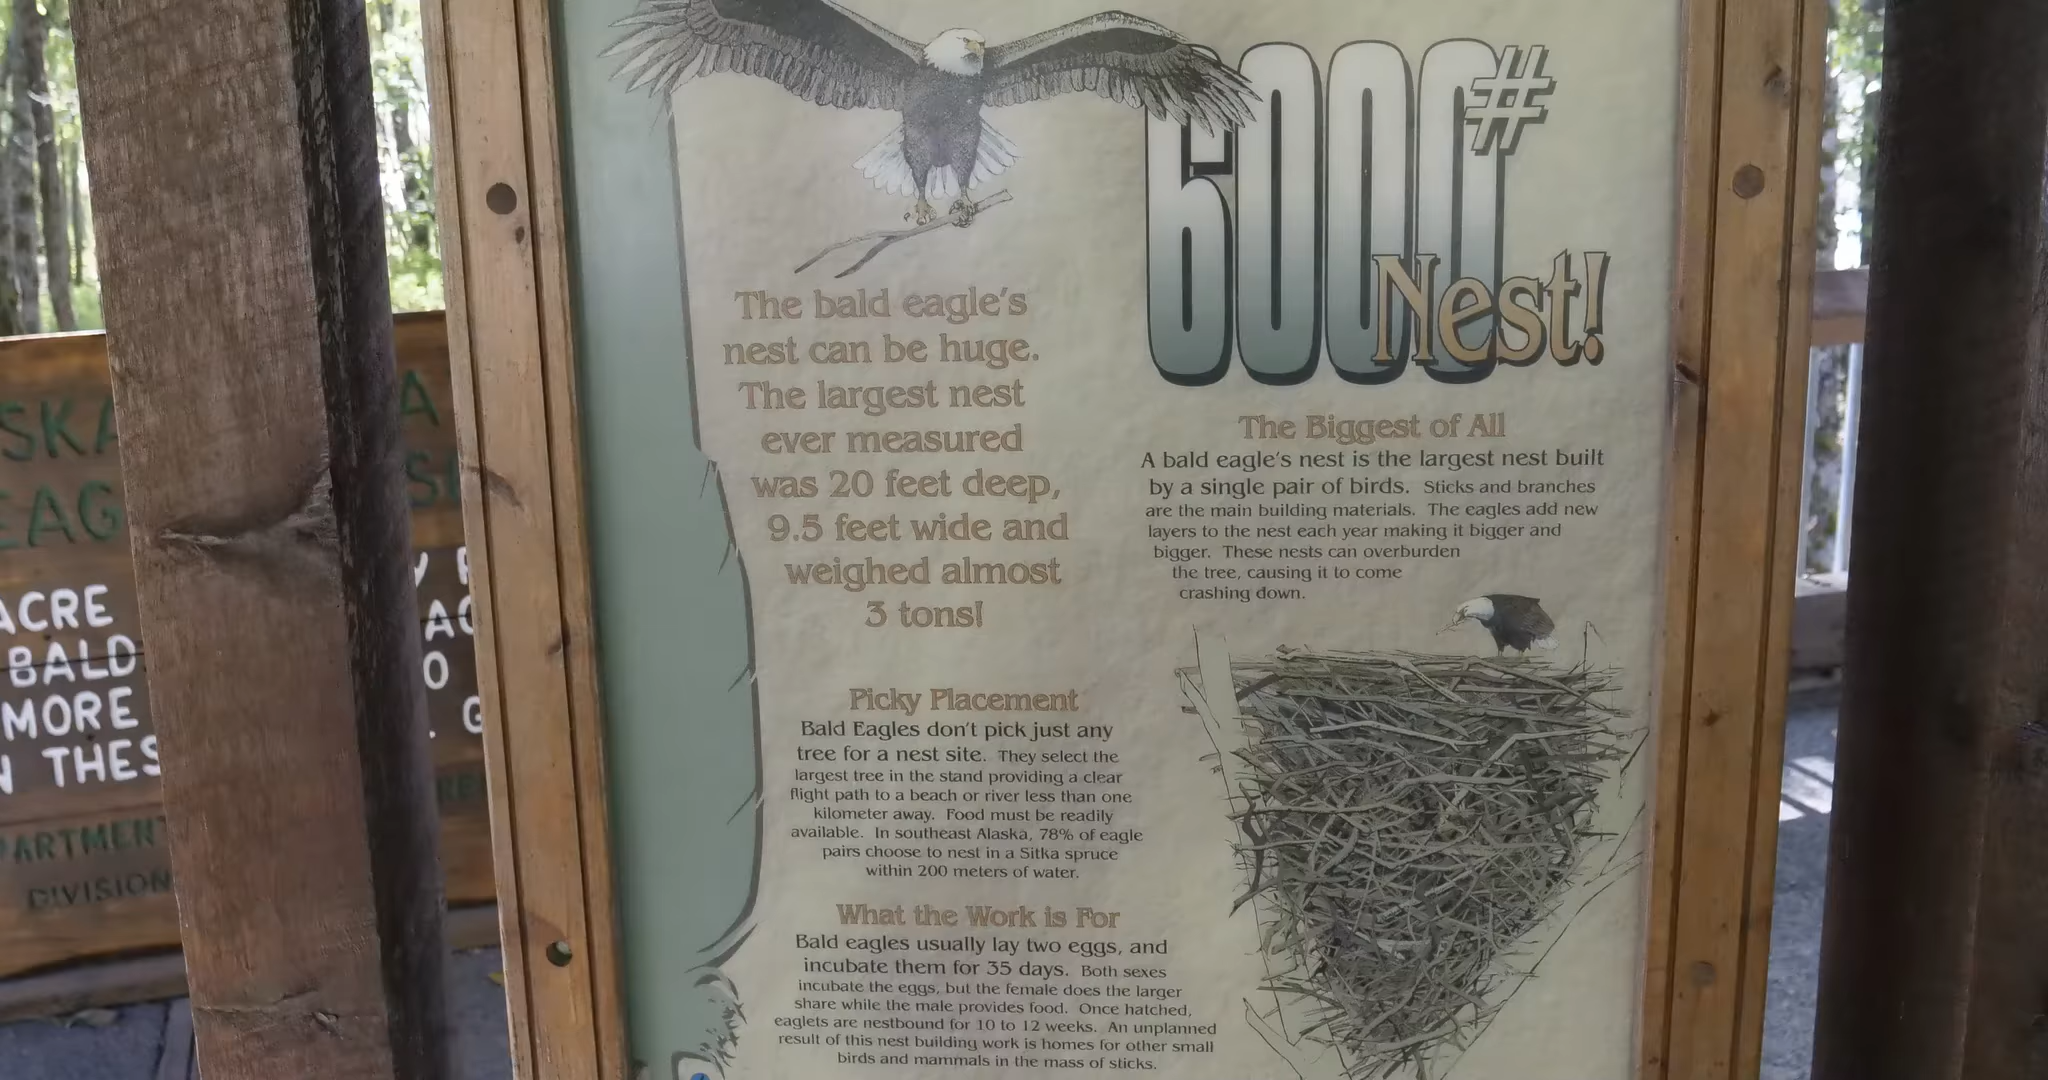 6000#
Nest!
The bald eagle's
nest can be huge.
The largest nest
ever measured
was 20 feet deep,
9.5 feet wide and
weighed almost
3 tons!
The Biggest of All
A bald eagle's nest is the largest nest built
by a single pair of birds. Sticks and branches
are the main building materials. The eagles add new
layers to the nest each year making it bigger and
bigger. These nests can overburden
the tree, causing it to come
crashing down.
Picky Placement
Bald Eagles don't pick just any
tree for a nest site. They select the
largest tree in the stand providing a clear
flight path to a beach or river less than one
kilometer away. Food must be readily
available. In southeast Alaska, 78% of eagle
pairs choose to nest in a Sitka spruce
within 200 meters of water.
What the Work is For
Bald eagles usually lay two eggs, and
incubate them for 35 days. Both sexes
incubate the eggs, but the female does the larger
share while the male provides food. Once hatched,
eaglets are nestbound for 10 to 12 weeks. An unplanned
result of this nest building work is homes for other small
birds and mammals in the mass of sticks.
SKA
EAG
ACRE
BALD
MORE
N THES
PARTMENT
DIVISION